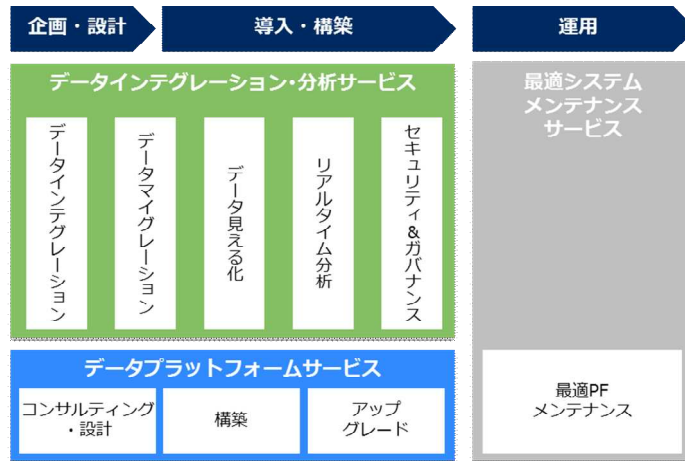 企画・設計
導入・構築
運用
データインテグレーション・分析サービス
データインテグレーション
データマイグレーション
データ見える化
リアルタイム分析
セキュリティ&ガバナンス
最適システム
メンテナンス
サービス
データプラットフォームサービス
コンサルティング
・設計
構築
アップ
グレード
最適PF
メンテナンス